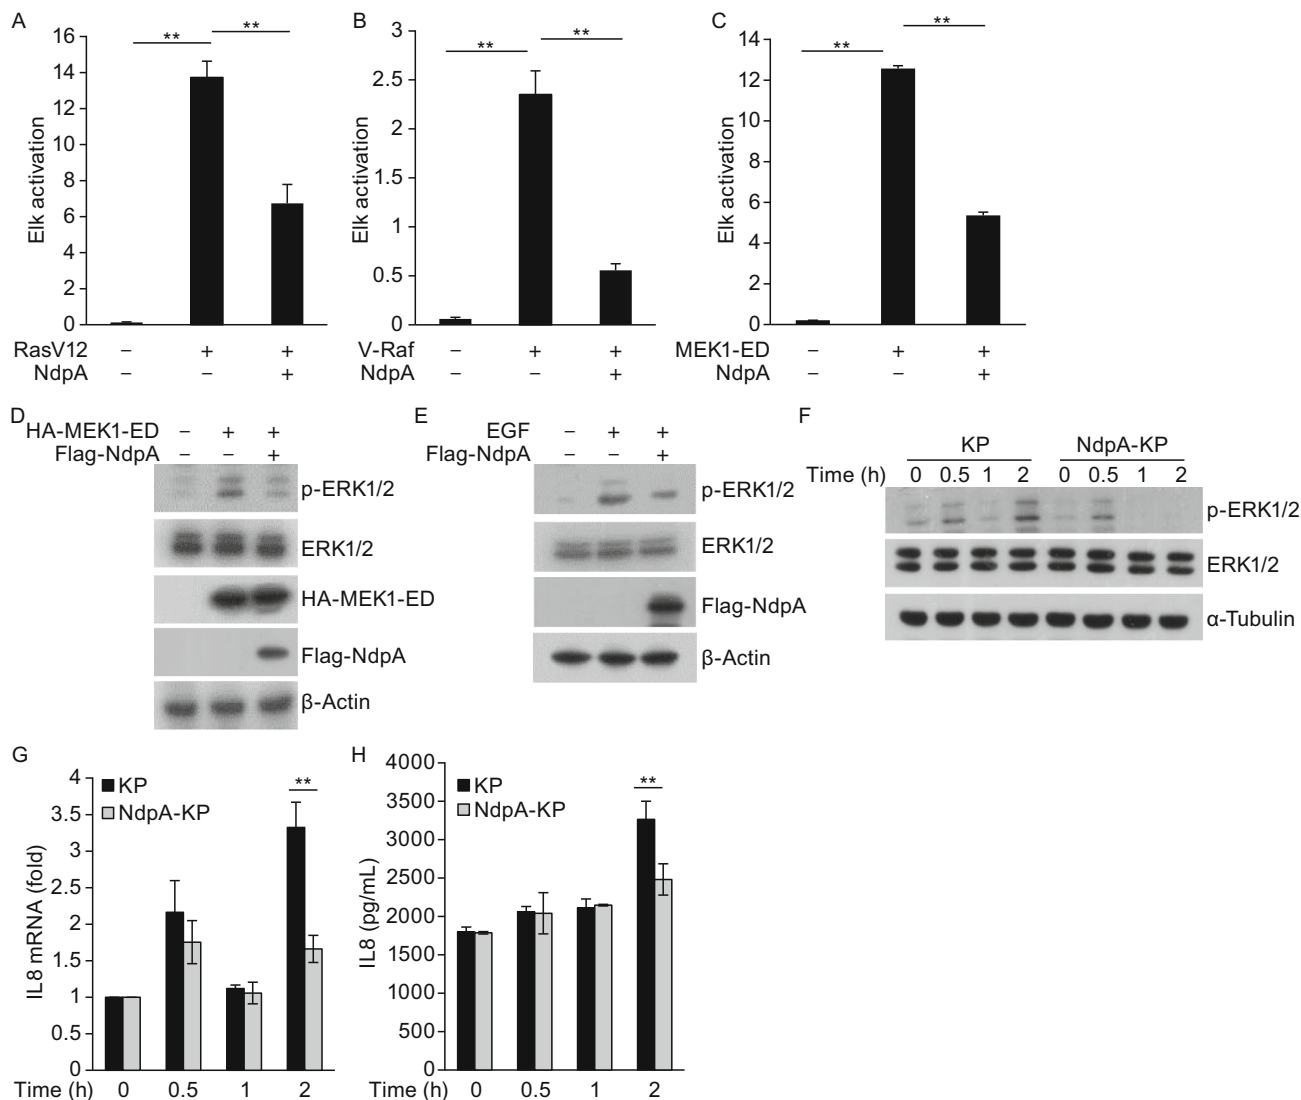 A
16
14
12
10
8
6
4
2
0
Elk activation
** **
RasV12 – + +
NdpA – – +
B
3
2.5
2
1.5
1
0.5
0
Elk activation
** **
V-Raf – + +
NdpA – – +
C
14
12
10
8
6
4
2
0
Elk activation
** **
MEK1-ED – + +
NdpA – – +
D
HA-MEK1-ED – + +
Flag-NdpA – – +
p-ERK1/2
ERK1/2
HA-MEK1-ED
Flag-NdpA
β-Actin
E
EGF – + +
Flag-NdpA – – +
p-ERK1/2
ERK1/2
Flag-NdpA
β-Actin
F
KP NdpA-KP
Time (h) 0 0.5 1 2 0 0.5 1 2
p-ERK1/2
ERK1/2
α-Tubulin
G
4
3.5
3
2.5
2
1.5
1
0.5
0
IL8 mRNA (fold)
KP
NdpA-KP
**
Time (h) 0 0.5 1 2
H
4000
3500
3000
2500
2000
1500
1000
500
0
IL8 (pg/mL)
KP
NdpA-KP
**
Time (h) 0 0.5 1 2